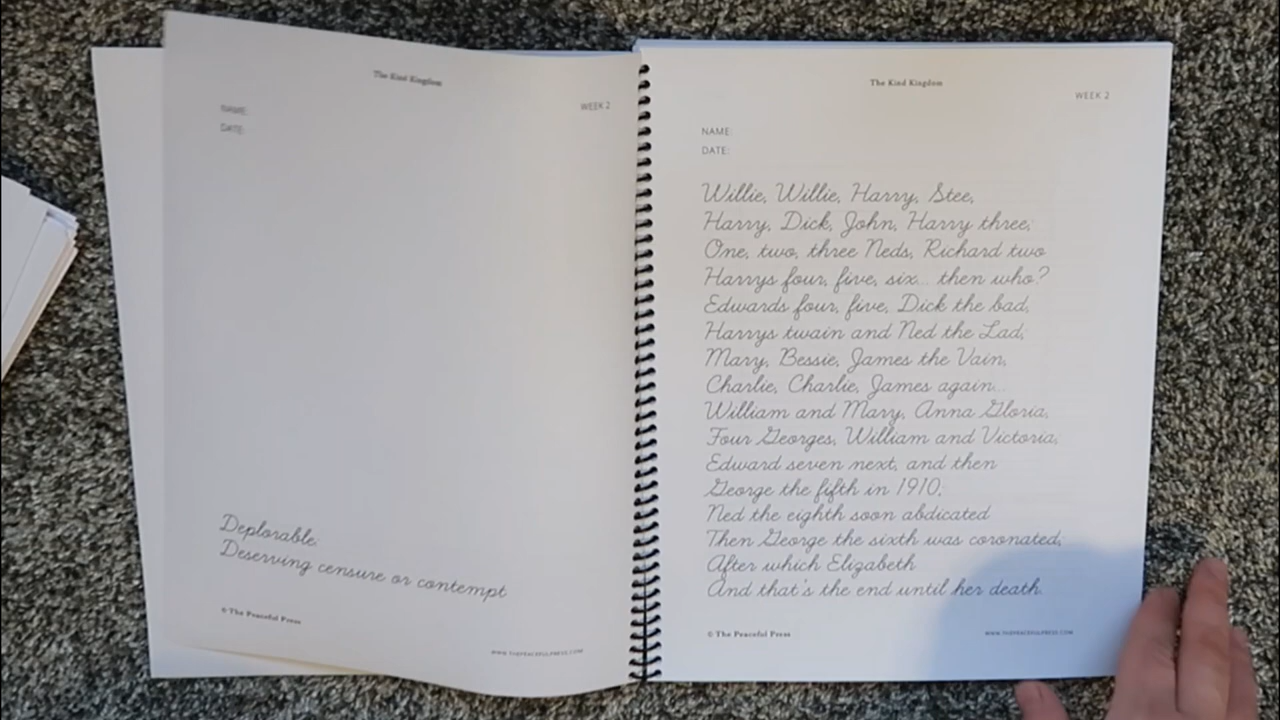 The Kind Kingdom
WEEK 2
NAME:
DATE:
Deplorable:
Deserving censure or contempt
© The Peaceful Press
WWW.THEPEACEFULPRESS.COM
The Kind Kingdom
WEEK 2
NAME:
DATE:
Willie, Willie, Harry, Stee,
Harry, Dick, John, Harry three;
One, two, three Neds, Richard two
Harrys four, five, six... then who?
Edwards four, five, Dick the bad,
Harrys twain and Ned the Lad;
Mary, Bessie, James the Vain,
Charlie, Charlie, James again...
William and Mary, Anna Gloria,
Four Georges, William and Victoria;
Edward seven next, and then
George the fifth in 1910;
Ned the eighth soon abdicated
Then George the sixth was coronated;
After which Elizabeth
And that's the end until her death.
© The Peaceful Press
WWW.THEPEACEFULPRESS.COM